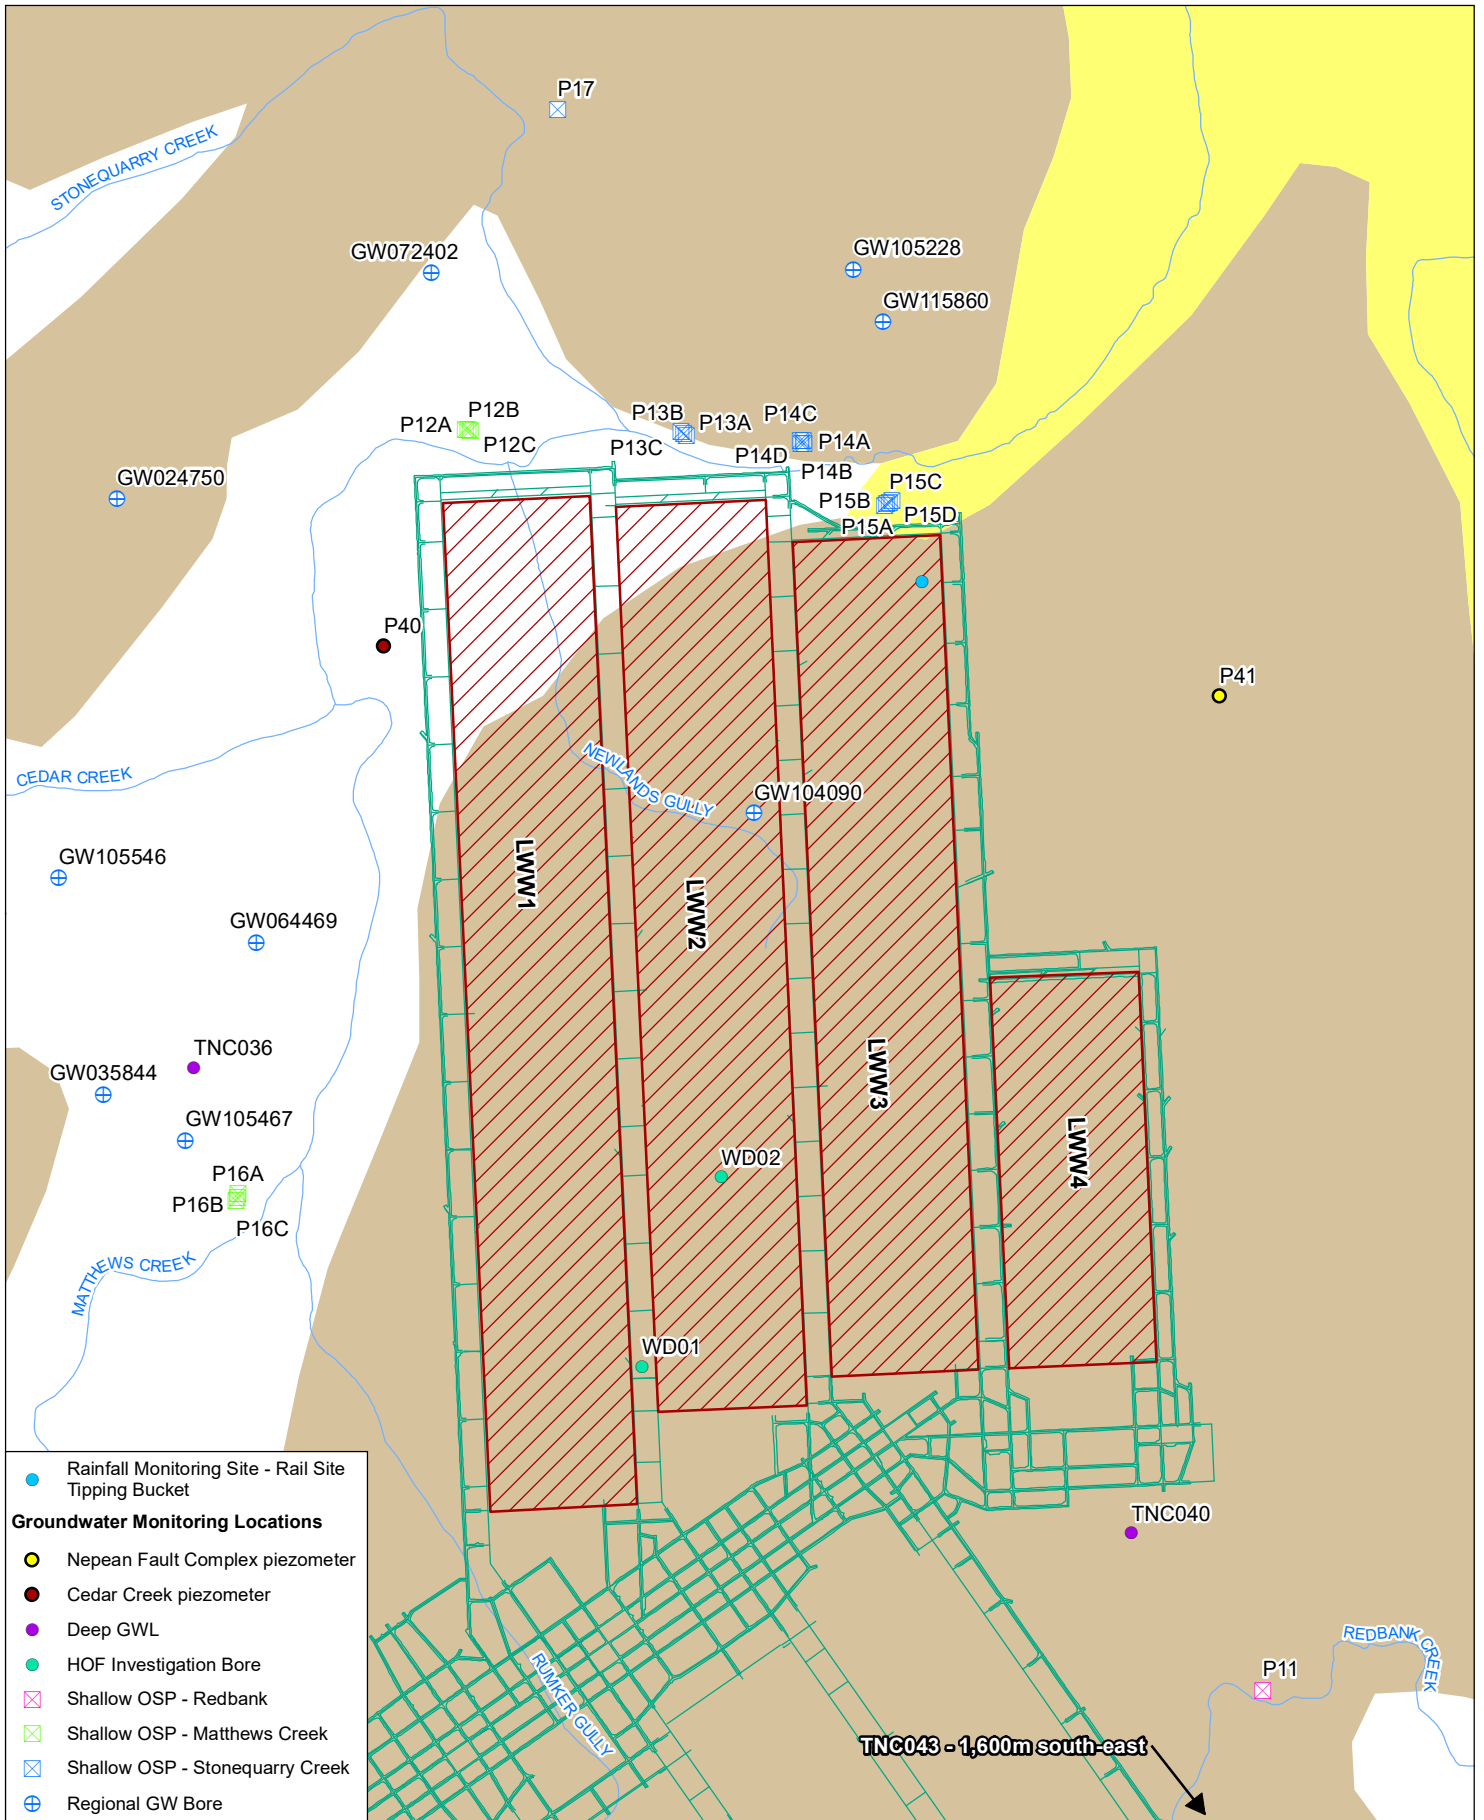 P17
STONEQUARRY CREEK
GW072402
GW105228
GW115860
P12A
P12B
P12C
P13B
P13A
P13C
P14C
P14A
P14D
P14B
GW024750
P15C
P15B
P15D
P15A
P40
P41
CEDAR CREEK
NEWLANDS GULLY
GW104090
GW105546
LWW1
LWW2
GW064469
LWW3
TNC036
GW035844
GW105467
LWW4
WD02
P16A
P16B
P16C
MATTHEWS CREEK
WD01
TNC040
REDBANK CREEK
P11
RUMKER GULLY
TNC043 - 1,600m south-east
Rainfall Monitoring Site - Rail Site
Tipping Bucket
Groundwater Monitoring Locations
Nepean Fault Complex piezometer
Cedar Creek piezometer
Deep GWL
HOF Investigation Bore
Shallow OSP - Redbank
Shallow OSP - Matthews Creek
Shallow OSP - Stonequarry Creek
Regional GW Bore